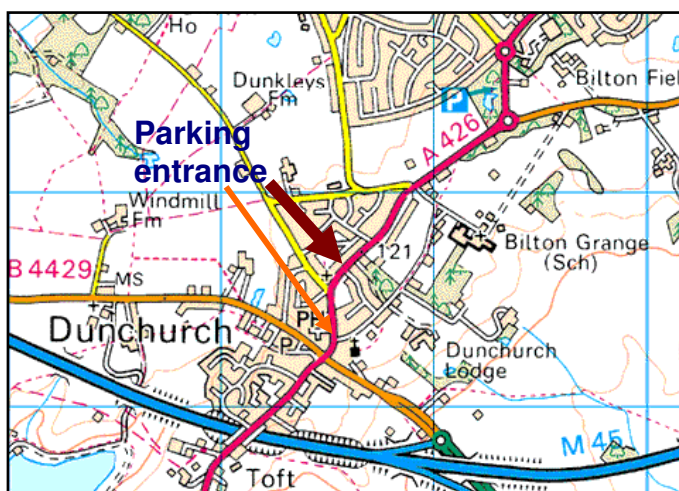 Ho
Dunkleys
Fm
Bilton Fiel
P
A 426
Parking
entrance
Windmill
Fm
121
Bilton Grange
(Sch)
B 4429
MS
PH
Dunchurch
P
Dunchurch
Lodge
M 45
Toft